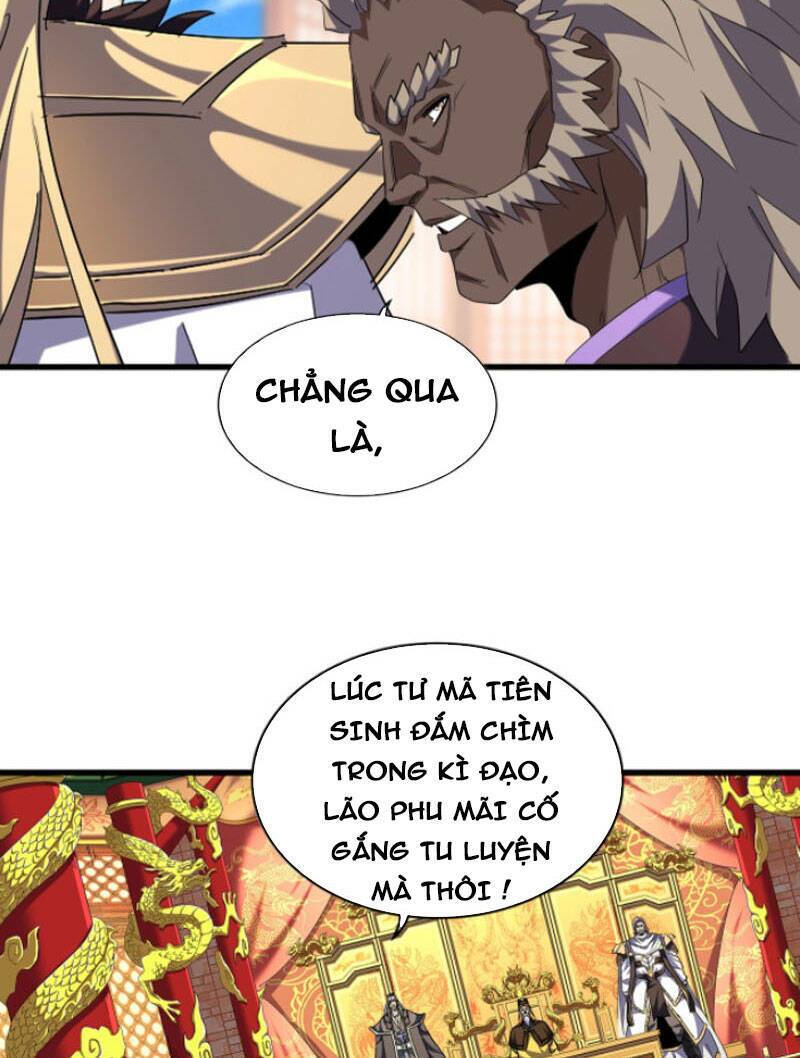 CHẲNG QUA
LÀ,
LÚC TƯ MÃ TIÊN
SINH ĐẮM CHÌM
TRONG KÌ ĐẠO,
LÃO PHU MÃI CỐ
GẮNG TU LUYỆN
MÀ THÔI !